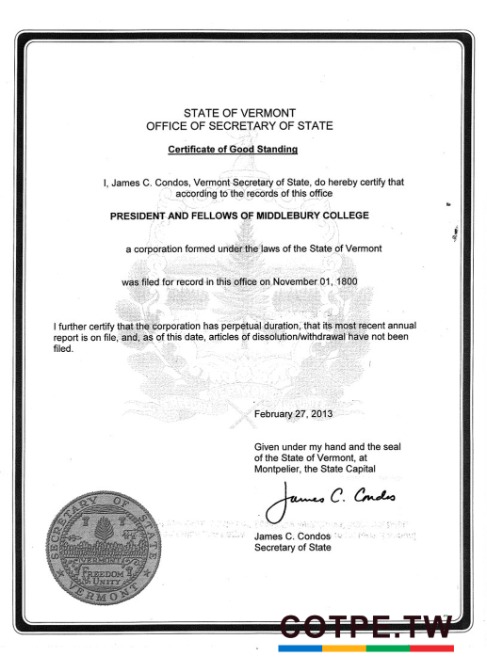 STATE OF VERMONT
OFFICE OF SECRETARY OF STATE
Certificate of Good Standing
I, James C. Condos, Vermont Secretary of State, do hereby certify that
according to the records of this office
PRESIDENT AND FELLOWS OF MIDDLEBURY COLLEGE
a corporation formed under the laws of the State of Vermont
was filed for record in this office on November 01, 1800
I further certify that the corporation has perpetual duration, that its most recent annual
report is on file, and, as of this date, articles of dissolution/withdrawal have not been
filed.
February 27, 2013
Given under my hand and the seal
of the State of Vermont, at
Montpelier, the State Capital
James C. Condos
James C. Condos
Secretary of State
SECRETARY OF STATE
VERMONT
FREEDOM
& UNITY
VERMONT
COTPE.TW